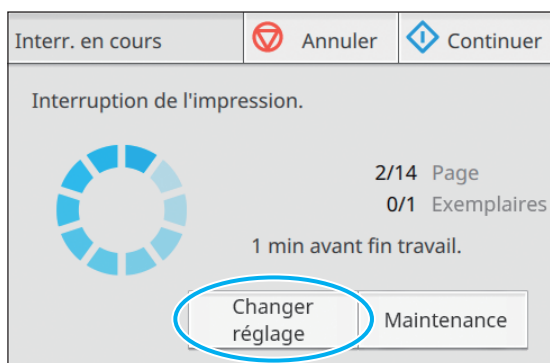 Interr. en cours
Annuler
Continuer
Interruption de l'impression.
2/14 Page
0/1 Exemplaires
1 min avant fin travail.
Changer
réglage
Maintenance